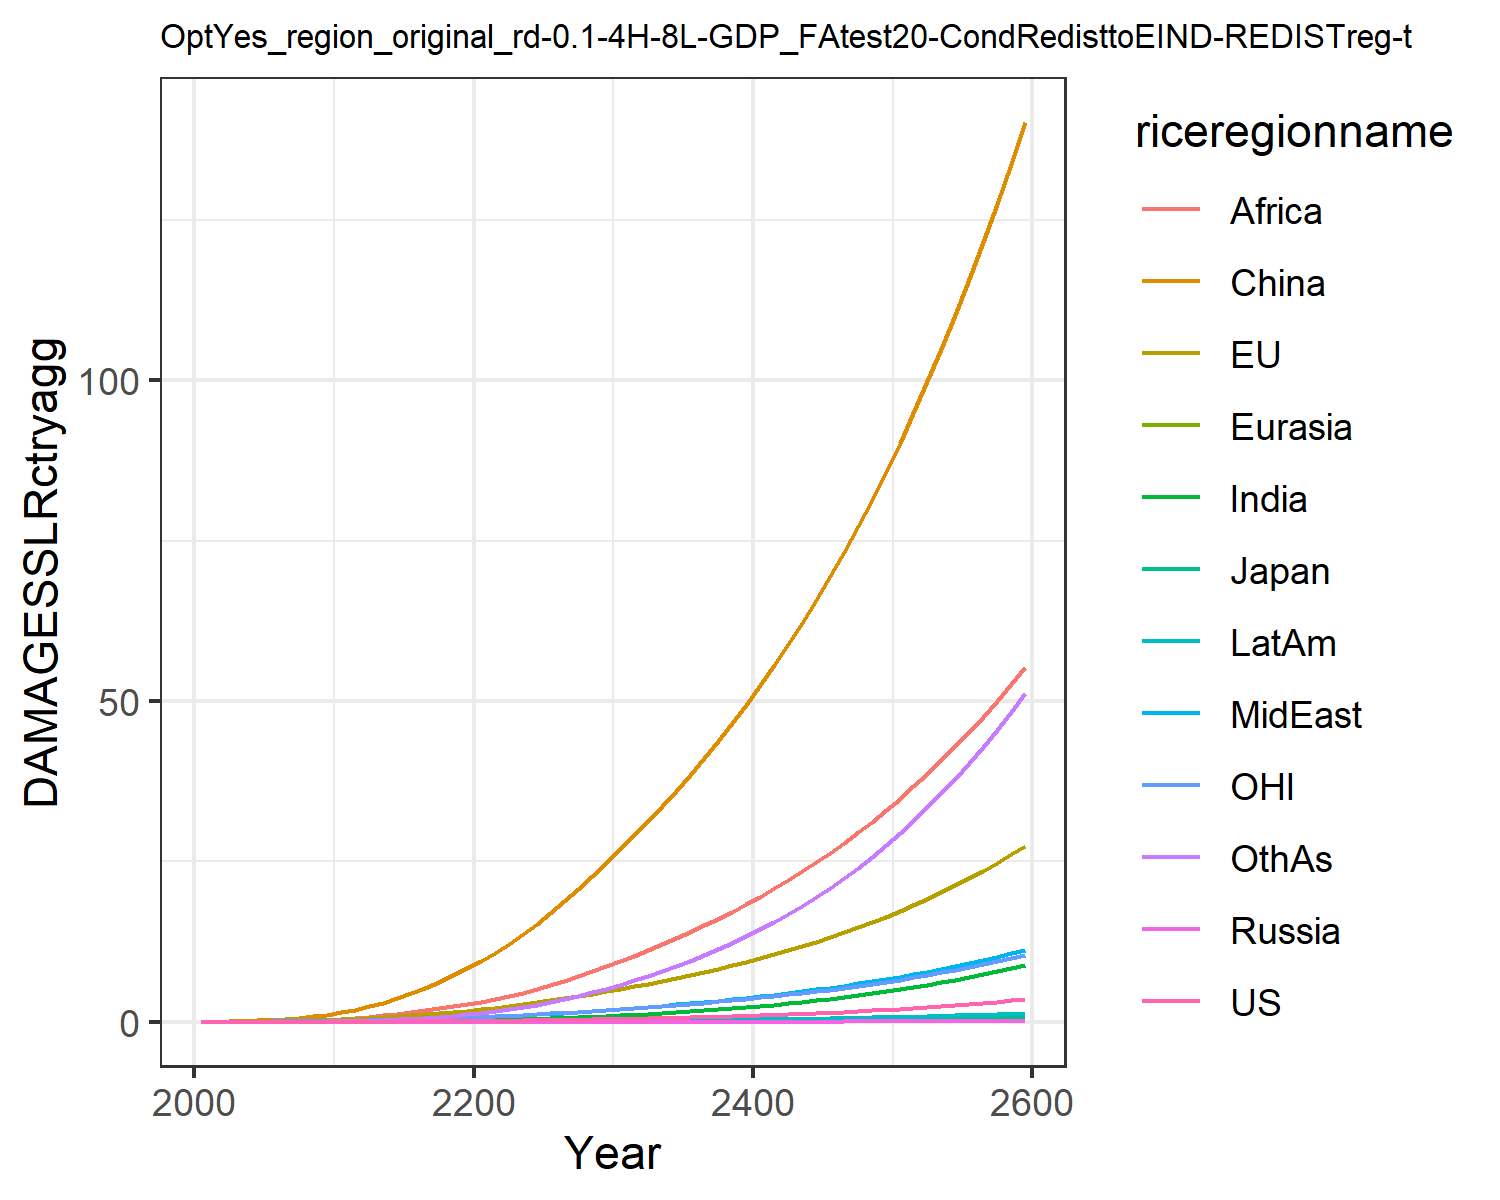 OptYes_region_original_rd-0.1-4H-8L-GDP_FAtest20-CondRedisttoEIND-REDISTreg-t
DAMAGESSLRctryagg
100
50
0
2000
2200
2400
2600
Year
riceregionname
Africa
China
EU
Eurasia
India
Japan
LatAm
MidEast
OHI
OthAs
Russia
US